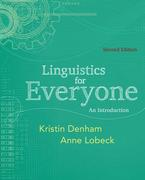 Second Edition
Linguistics
for
Everyone
An Introduction
Kristin Denham
Anne Lobeck